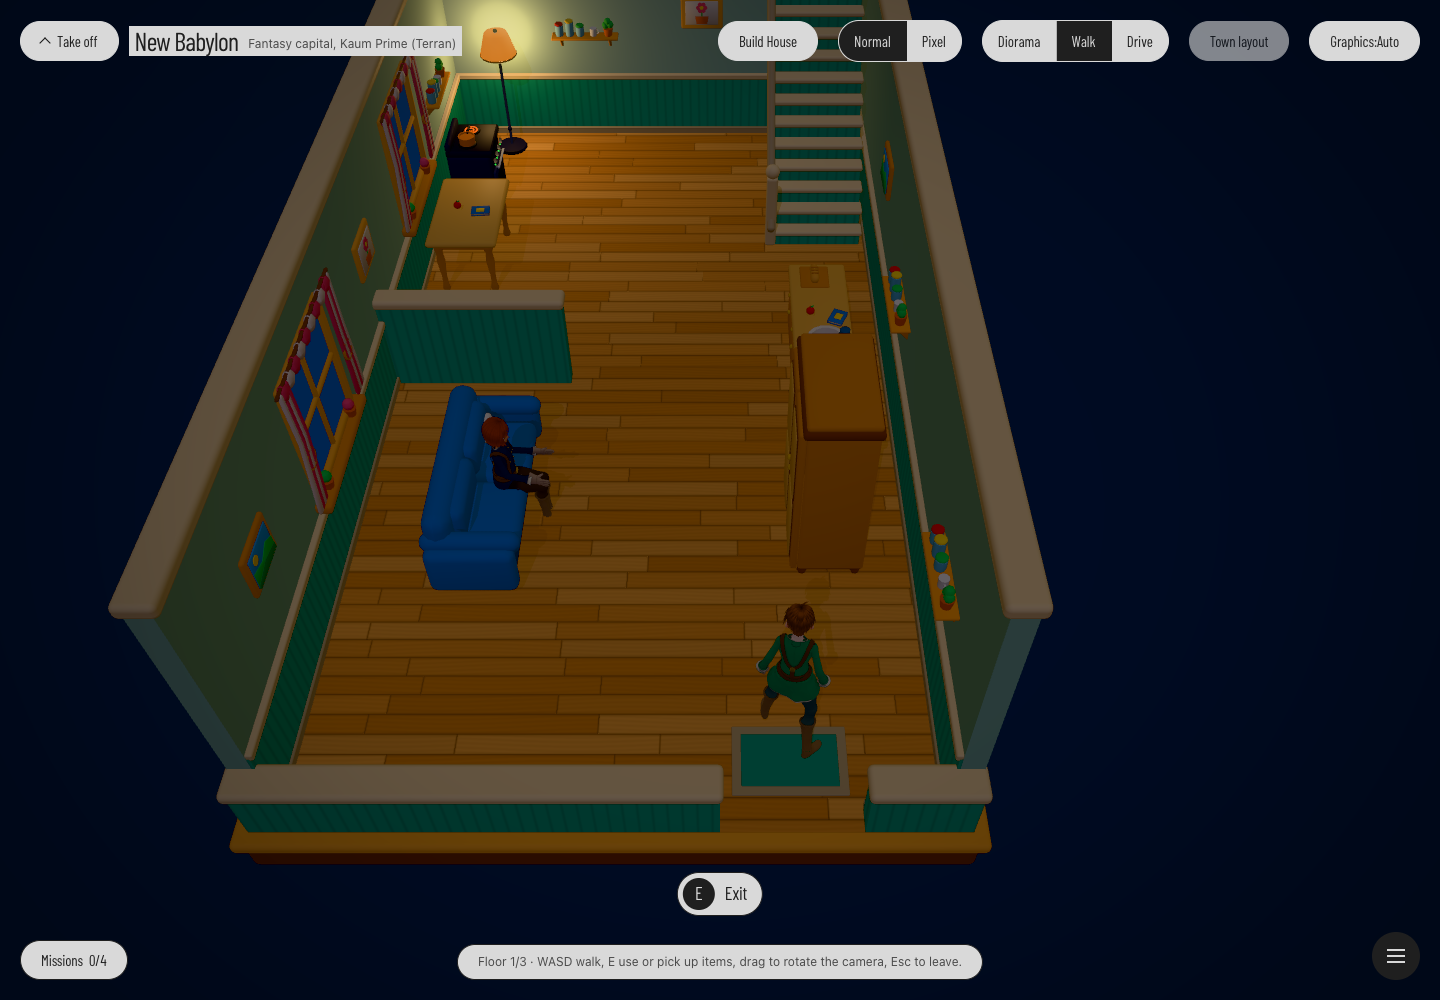 Take off
New Babylon Fantasy capital, Kaum Prime (Terran)
Build House
Normal Pixel
Diorama Walk Drive
Town layout
Graphics:Auto
E Exit
Missions 0/4
Floor 1/3 · WASD walk, E use or pick up items, drag to rotate the camera, Esc to leave.